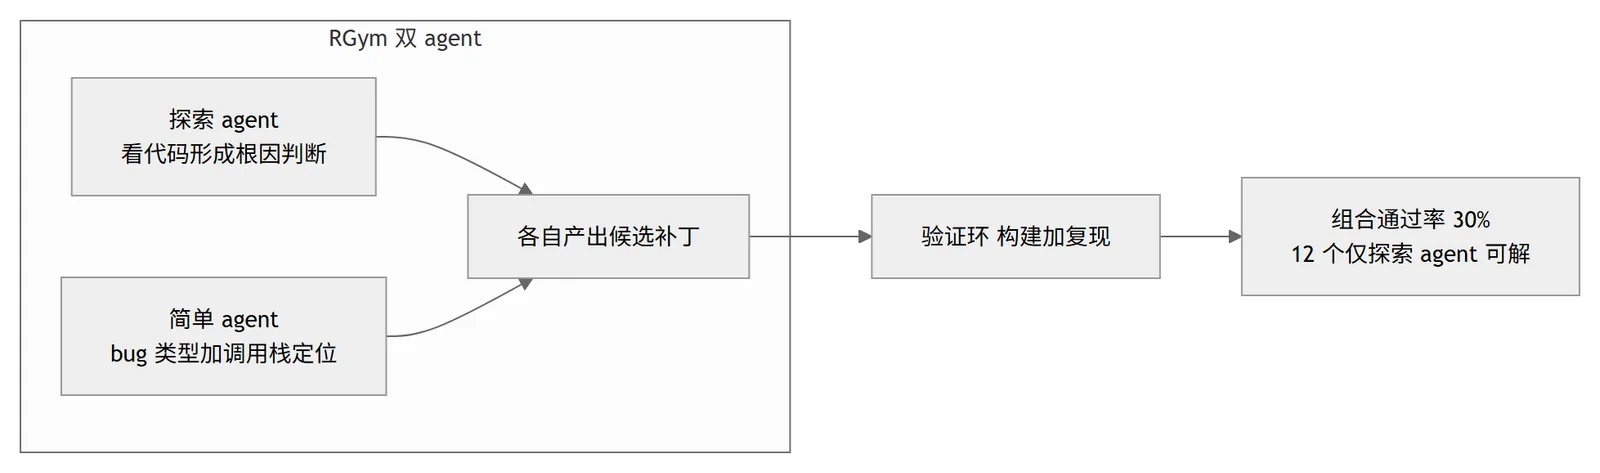 RGym 双 agent
探索 agent
看代码形成根因判断
简单 agent
bug 类型加调用栈定位
各自产出候选补丁
验证环 构建加复现
组合通过率 30%
12 个仅探索 agent 可解